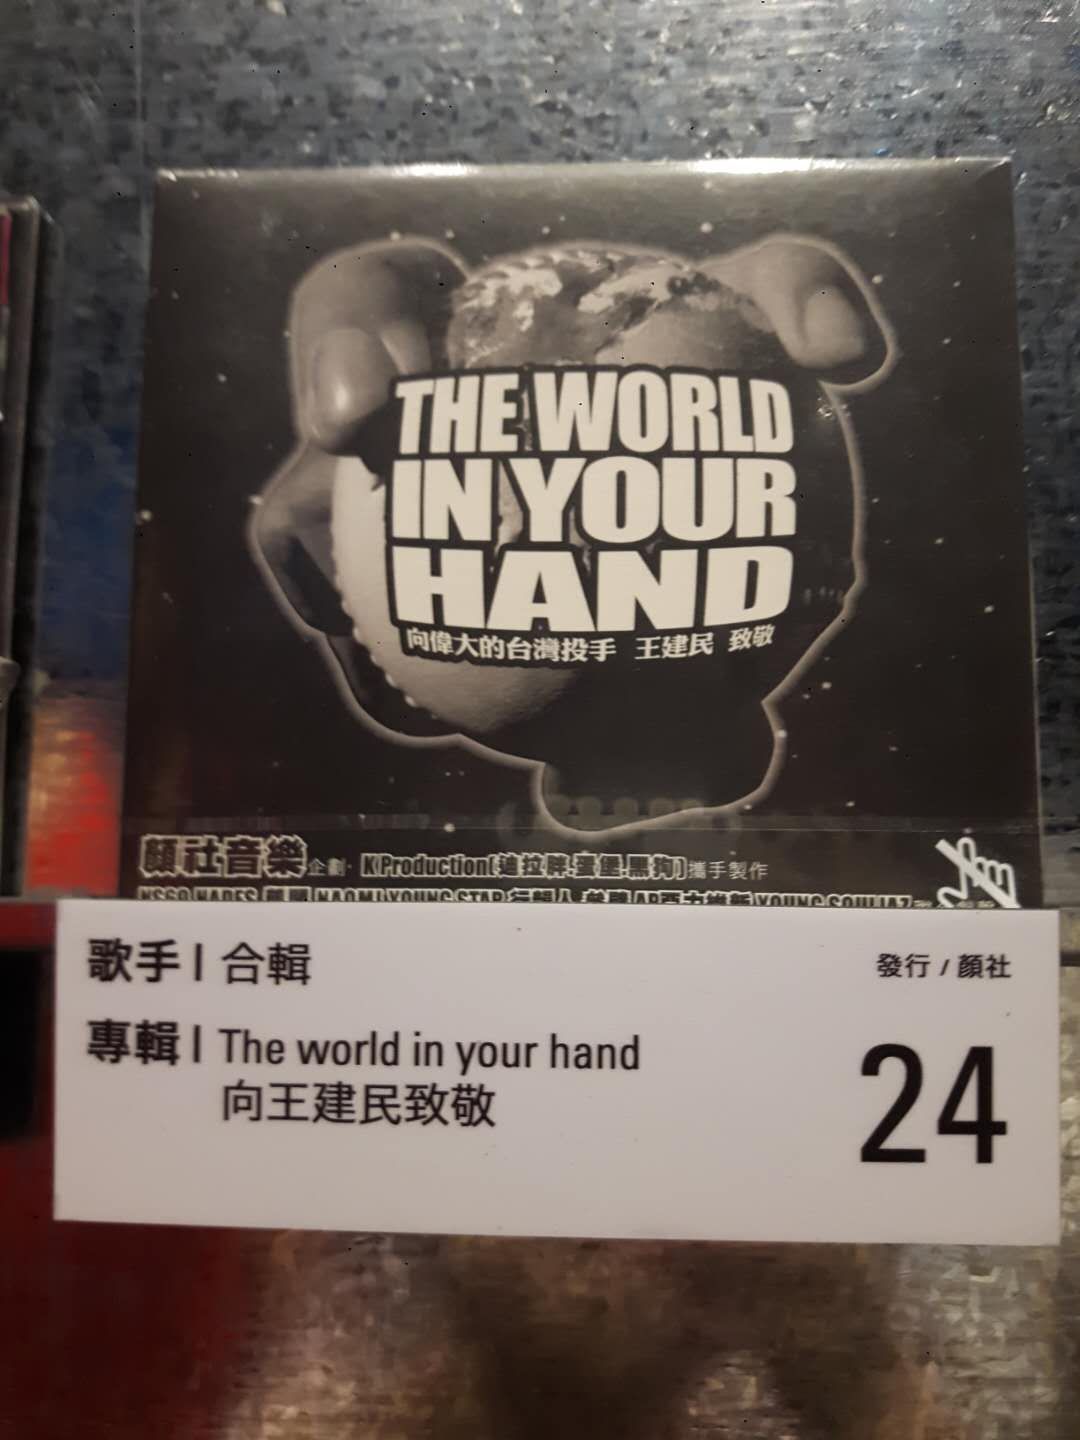 THE WORLD
IN YOUR
HAND
向偉大的台灣投手 王建民 致敬
顏社音樂企劃· K Production(迪拉胖.蛋堡.黑狗)攜手製作
歌手 | 合輯
發行 / 顏社
專輯 | The world in your hand
向王建民致敬
24